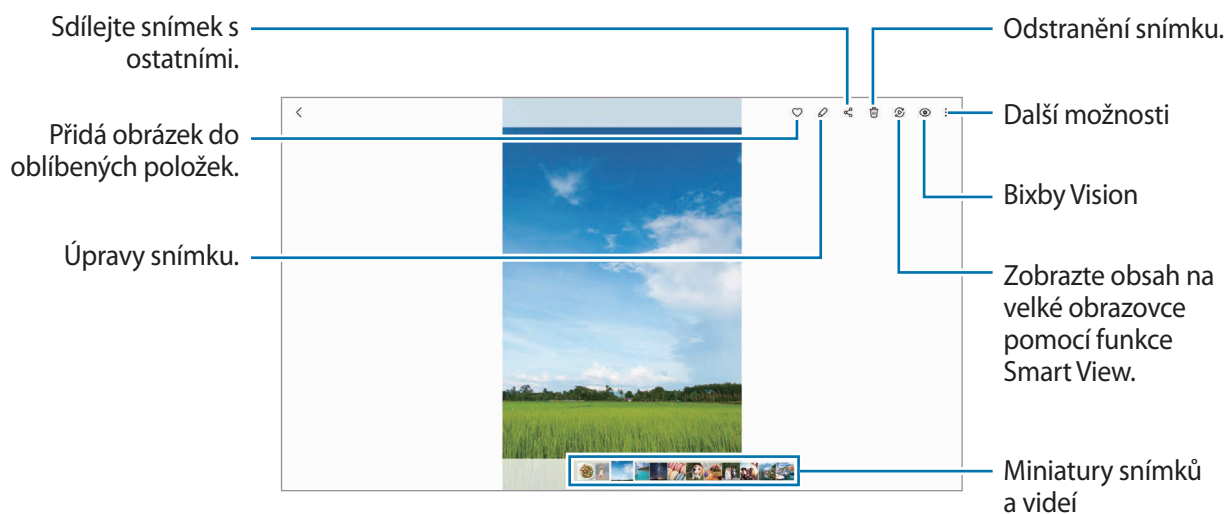 Sdílejte snímek s
ostatními.
Přidá obrázek do
oblíbených položek.
Úpravy snímku.
Odstranění snímku.
Další možnosti
Bixby Vision
Zobrazte obsah na
velké obrazovce
pomocí funkce
Smart View.
Miniatury snímků
a videí